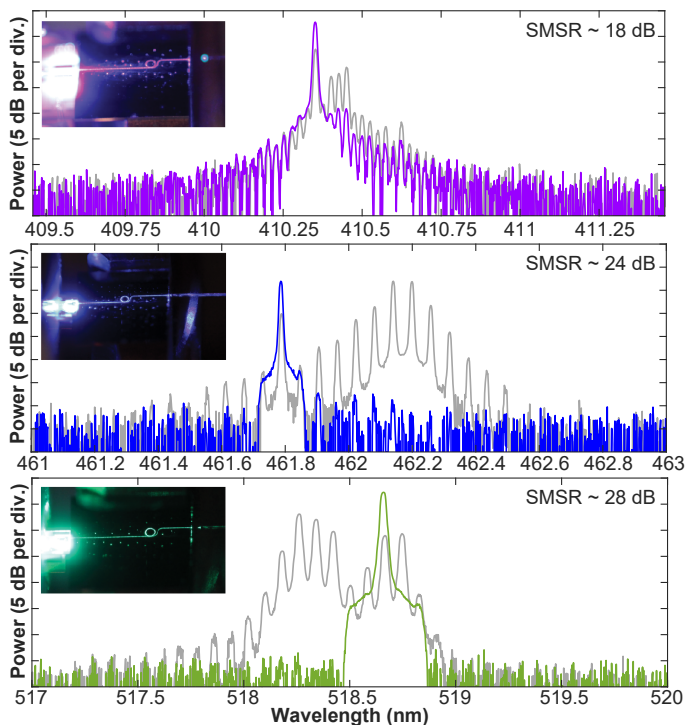 SMSR ~ 18 dB
Power (5 dB per div.)
409.5 409.75 410 410.25 410.5 410.75 411 411.25
SMSR ~ 24 dB
Power (5 dB per div.)
461 461.2 461.4 461.6 461.8 462 462.2 462.4 462.6 462.8 463
SMSR ~ 28 dB
Power (5 dB per div.)
517 517.5 518 518.5 519 519.5 520
Wavelength (nm)